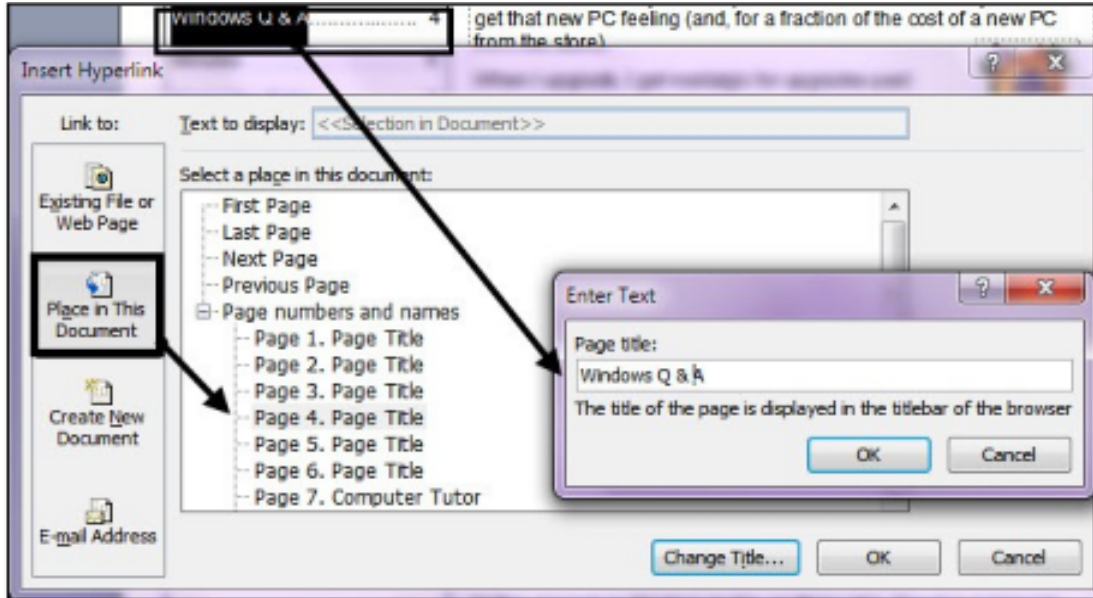 Windows Q & A.................. 4
get that new PC feeling (and, for a fraction of the cost of a new PC
from the store)
Insert Hyperlink
Link to:
Text to display: <<Selection in Document>>
Select a place in this document:
Existing File or
Web Page
Place in This
Document
Create New
Document
E-mail Address
First Page
Last Page
Next Page
Previous Page
Page numbers and names
Page 1. Page Title
Page 2. Page Title
Page 3. Page Title
Page 4. Page Title
Page 5. Page Title
Page 6. Page Title
Page 7. Computer Tutor
Enter Text
Page title:
Windows Q & A
The title of the page is displayed in the titlebar of the browser
OK
Cancel
Change Title...
OK
Cancel